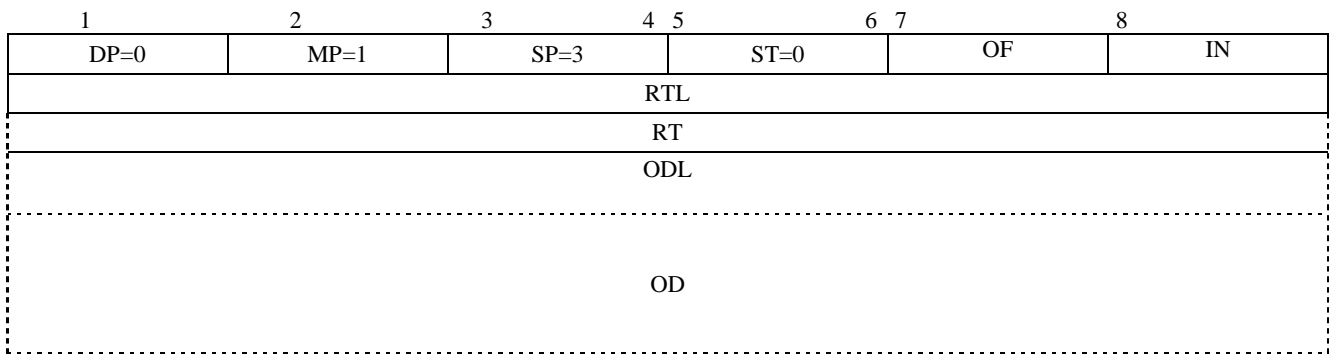 1 2 3 4 5 6 7 8
DP=0 MP=1 SP=3 ST=0 OF IN
RTL
RT
ODL
OD